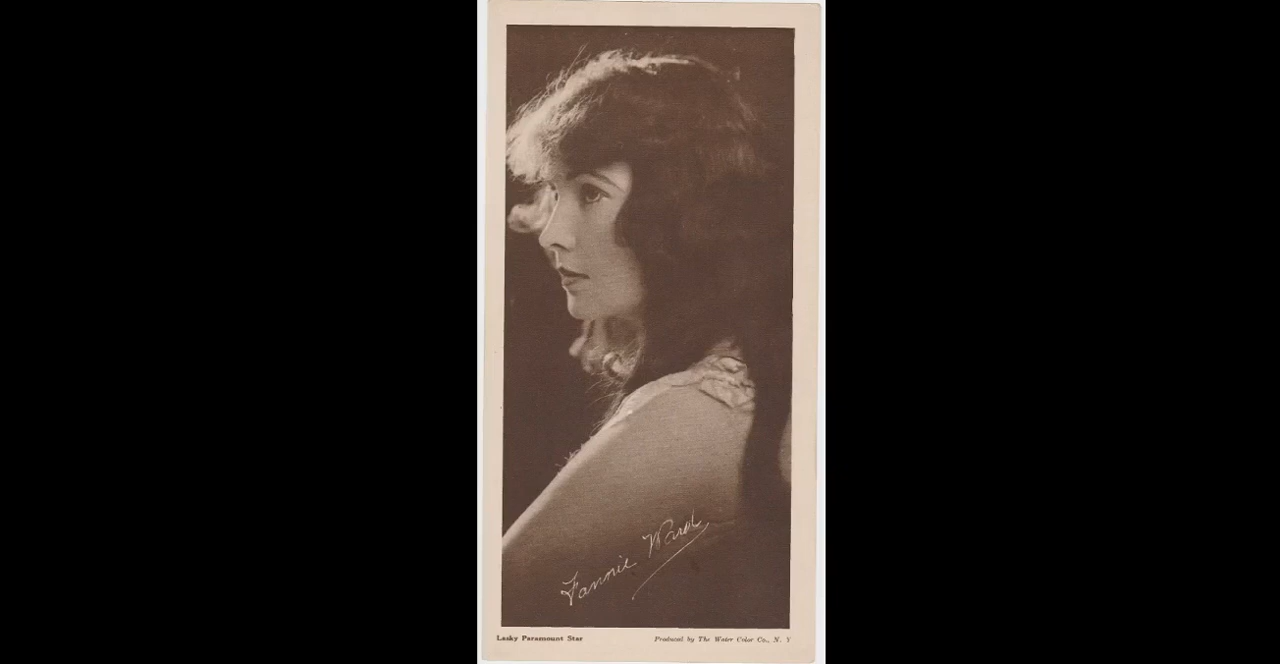 Fannie Ward
Lasky Paramount Star
Produced by The Water Color Co., N. Y